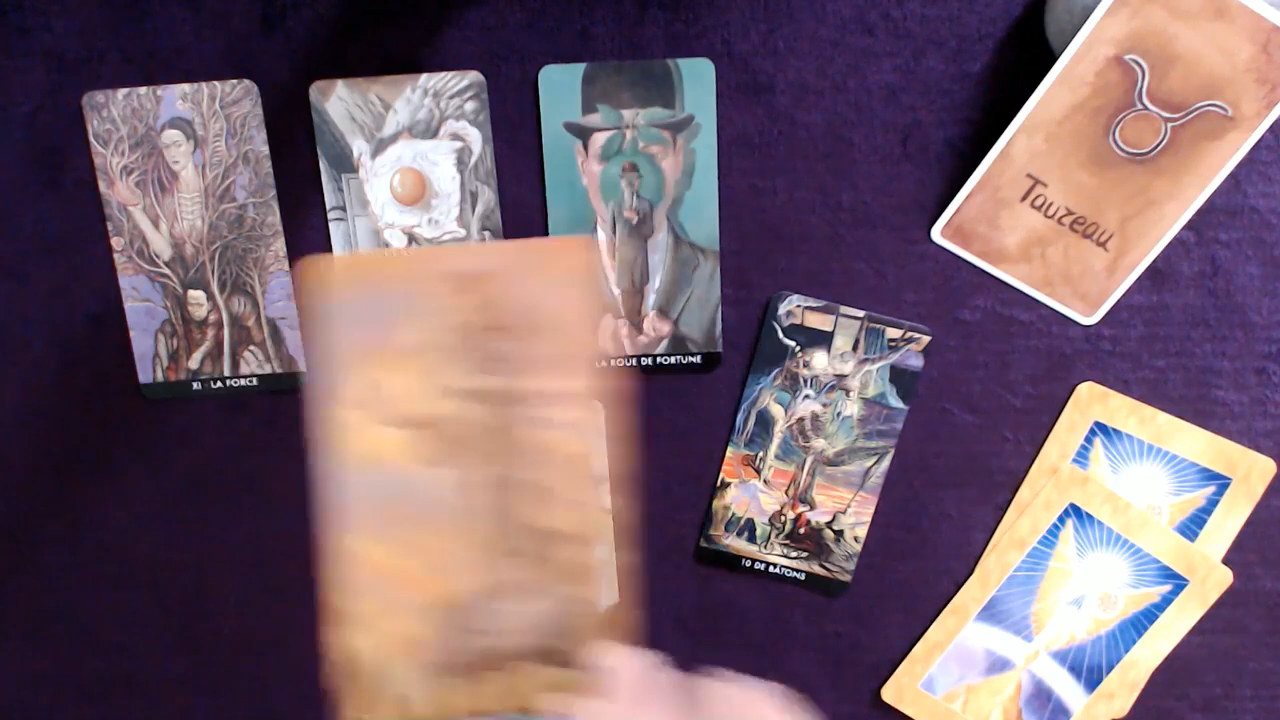 XI - LA FORCE
LA ROUE DE FORTUNE
Taureau
10 DE BÂTONS